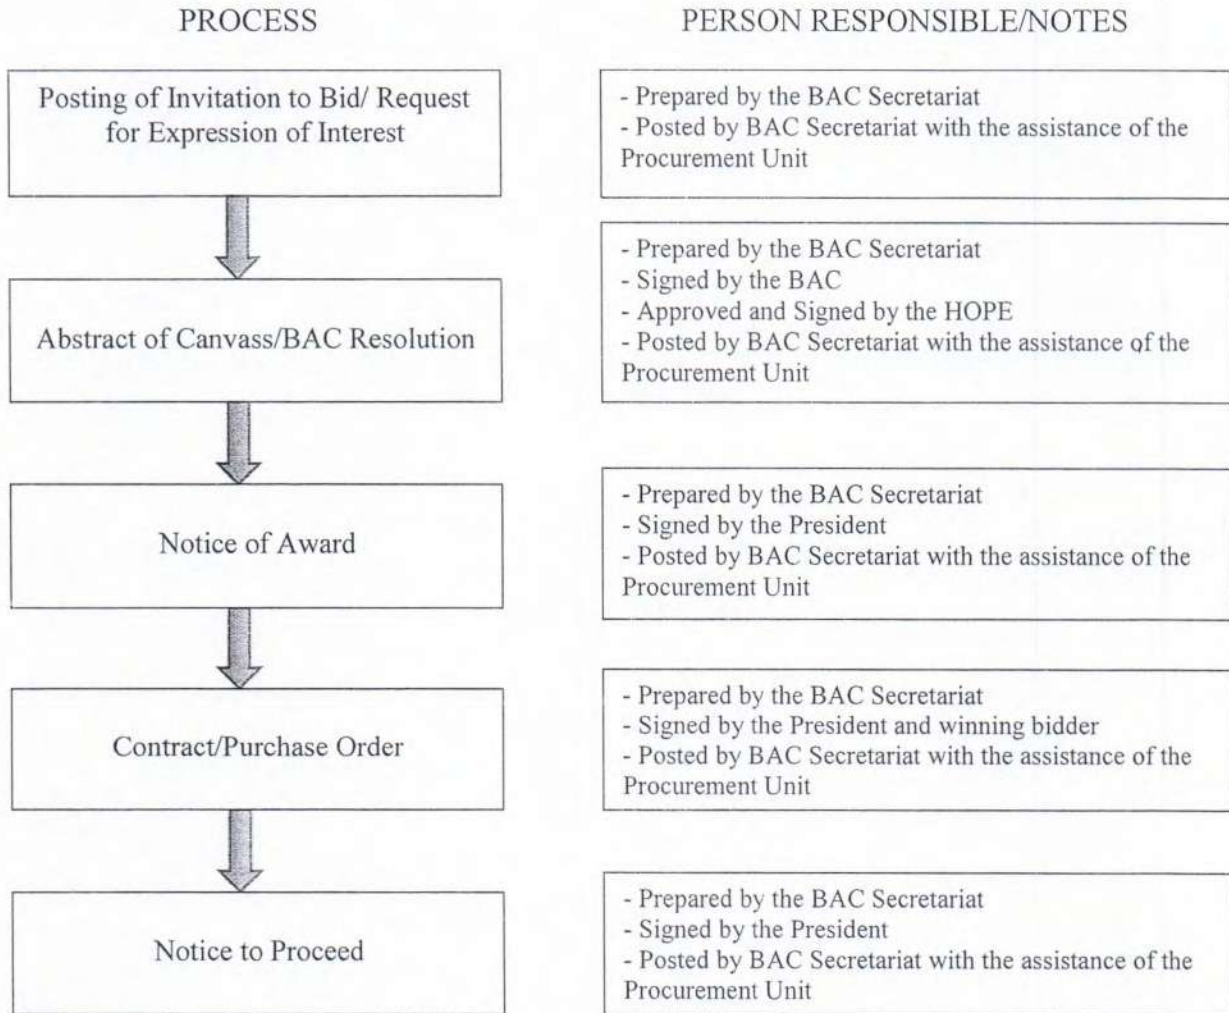 PROCESS
PERSON RESPONSIBLE/NOTES
Posting of Invitation to Bid/ Request
for Expression of Interest
- Prepared by the BAC Secretariat
- Posted by BAC Secretariat with the assistance of the
Procurement Unit
Abstract of Canvass/BAC Resolution
- Prepared by the BAC Secretariat
- Signed by the BAC
- Approved and Signed by the HOPE
- Posted by BAC Secretariat with the assistance of the
Procurement Unit
Notice of Award
- Prepared by the BAC Secretariat
- Signed by the President
- Posted by BAC Secretariat with the assistance of the
Procurement Unit
Contract/Purchase Order
- Prepared by the BAC Secretariat
- Signed by the President and winning bidder
- Posted by BAC Secretariat with the assistance of the
Procurement Unit
Notice to Proceed
- Prepared by the BAC Secretariat
- Signed by the President
- Posted by BAC Secretariat with the assistance of the
Procurement Unit